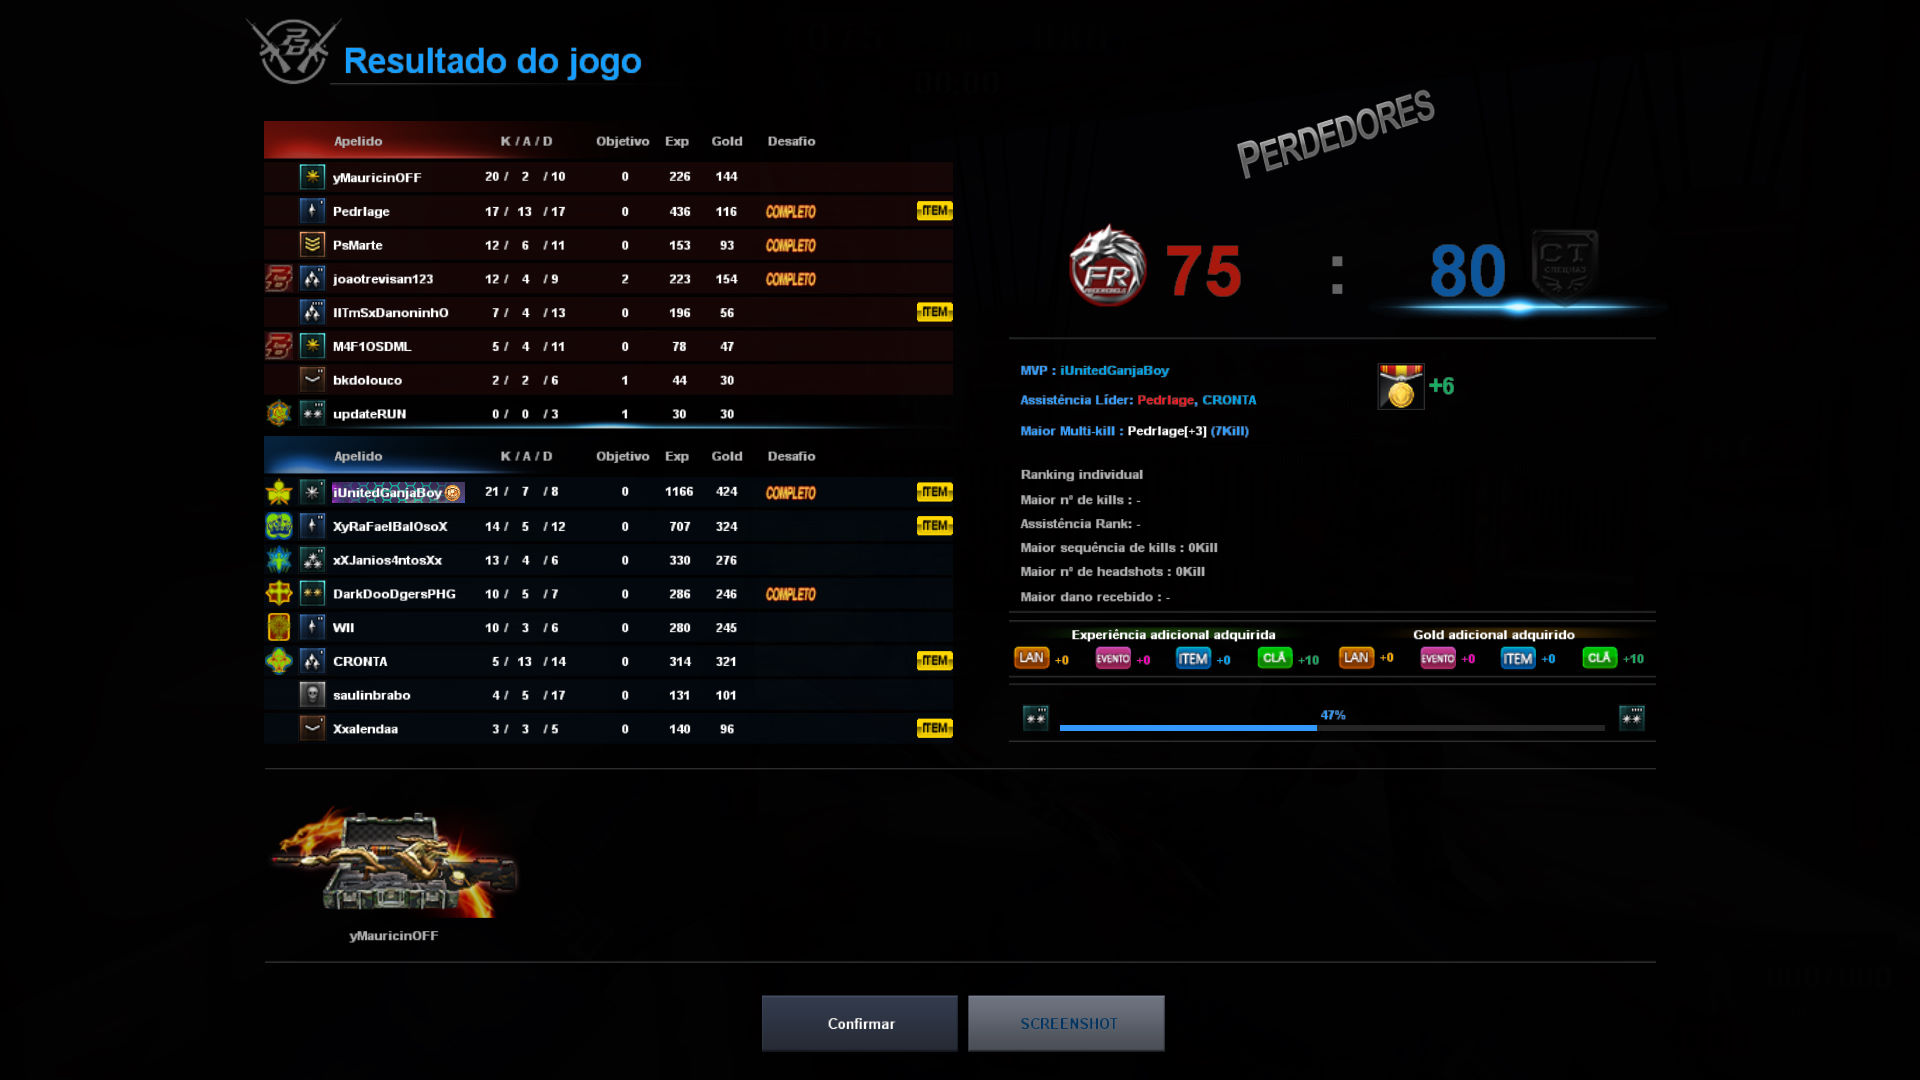 Resultado do jogo
PERDEDORES
Apelido K / A / D Objetivo Exp Gold Desafio
yMauricinOFF 20 / 2 / 10 0 226 144
PedrIage 17 / 13 / 17 0 436 116 COMPLETO ITEM
PsMarte 12 / 6 / 11 0 153 93 COMPLETO
joaotrevisan123 12 / 4 / 9 2 223 154 COMPLETO
IITmSxDanoninhO 7 / 4 / 13 0 196 56 ITEM
M4F1OSDML 5 / 4 / 11 0 78 47
bkdolouco 2 / 2 / 6 1 44 30
updateRUN 0 / 0 / 3 1 30 30
Apelido K / A / D Objetivo Exp Gold Desafio
iUnitedGanjaBoy 21 / 7 / 8 0 1166 424 COMPLETO ITEM
XyRaFaelBalOsoX 14 / 5 / 12 0 707 324 ITEM
xXJanios4ntosXx 13 / 4 / 6 0 330 276
DarkDooDgersPHG 10 / 5 / 7 0 286 246 COMPLETO
WII 10 / 3 / 6 0 280 245
CRONTA 5 / 13 / 14 0 314 321 ITEM
saulinbrabo 4 / 5 / 17 0 131 101
Xxalendaa 3 / 3 / 5 0 140 96 ITEM
FR 75 : 80 CT
MVP : iUnitedGanjaBoy
+6
Assistência Líder: PedrIage, CRONTA
Maior Multi-kill : PedrIage[+3] (7Kill)
Ranking individual
Maior nº de kills : -
Assistência Rank: -
Maior sequência de kills : 0Kill
Maior nº de headshots : 0Kill
Maior dano recebido : -
Experiência adicional adquirida Gold adicional adquirido
LAN +0 EVENTO +0 ITEM +0 CLÃ +10 LAN +0 EVENTO +0 ITEM +0 CLÃ +10
47%
yMauricinOFF
Confirmar SCREENSHOT